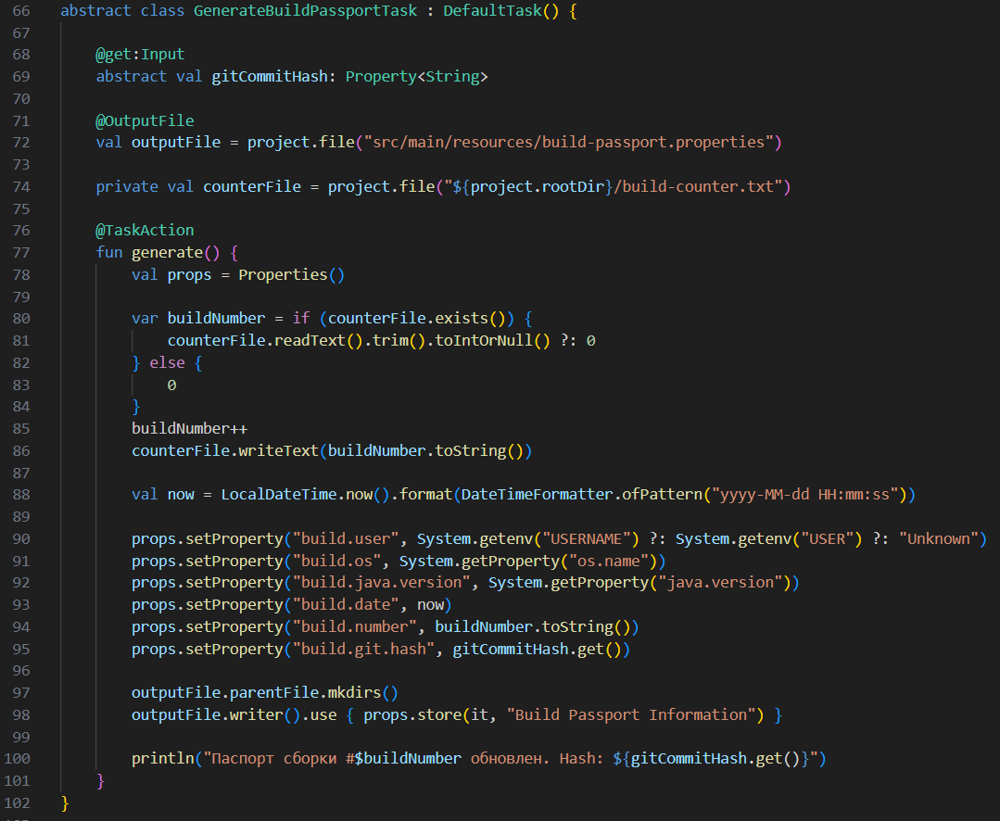 66 abstract class GenerateBuildPassportTask : DefaultTask() {
67
68     @get:Input
69     abstract val gitCommitHash: Property<String>
70
71     @OutputFile
72     val outputFile = project.file("src/main/resources/build-passport.properties")
73
74     private val counterFile = project.file("${project.rootDir}/build-counter.txt")
75
76     @TaskAction
77     fun generate() {
78         val props = Properties()
79
80         var buildNumber = if (counterFile.exists()) {
81             counterFile.readText().trim().toIntOrNull() ?: 0
82         } else {
83             0
84         }
85         buildNumber++
86         counterFile.writeText(buildNumber.toString())
87
88         val now = LocalDateTime.now().format(DateTimeFormatter.ofPattern("yyyy-MM-dd HH:mm:ss"))
89
90         props.setProperty("build.user", System.getenv("USERNAME") ?: System.getenv("USER") ?: "Unknown")
91         props.setProperty("build.os", System.getProperty("os.name"))
92         props.setProperty("build.java.version", System.getProperty("java.version"))
93         props.setProperty("build.date", now)
94         props.setProperty("build.number", buildNumber.toString())
95         props.setProperty("build.git.hash", gitCommitHash.get())
96
97         outputFile.parentFile.mkdirs()
98         outputFile.writer().use { props.store(it, "Build Passport Information") }
99
100         println("Паспорт сборки #$buildNumber обновлен. Hash: ${gitCommitHash.get()}")
101     }
102 }